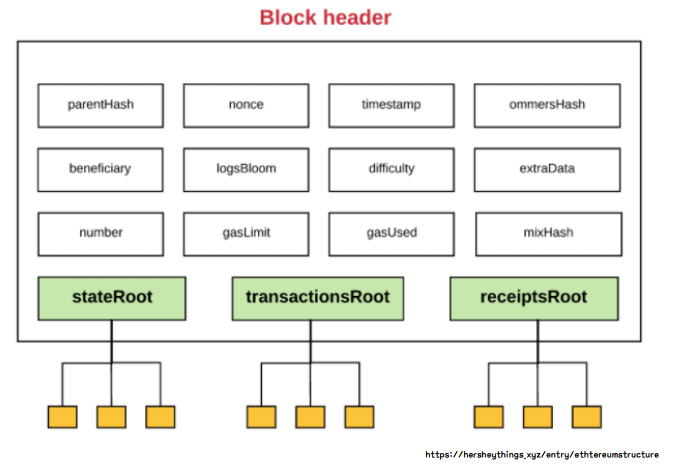 Block header
parentHash nonce timestamp ommersHash
beneficiary logsBloom difficulty extraData
number gasLimit gasUsed mixHash
stateRoot transactionsRoot receiptsRoot
https://hersheythings.xyz/entry/ethtereumstructure